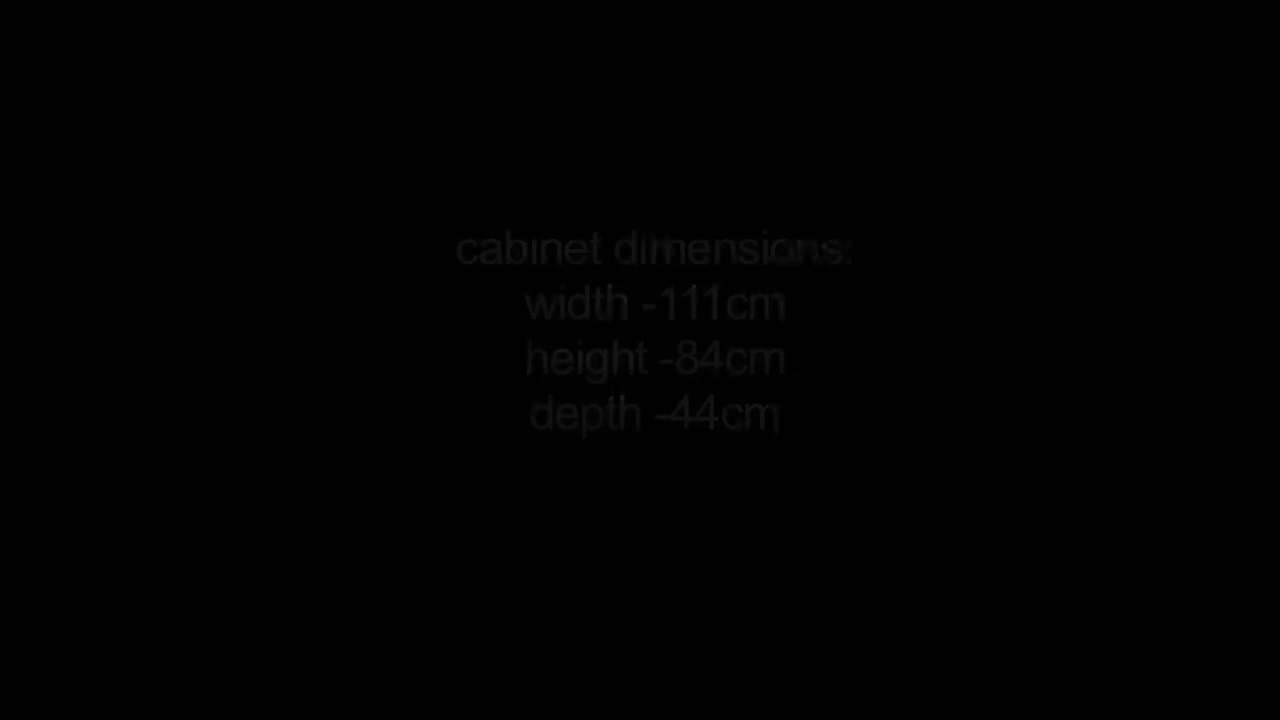 cabinet dimensions:
width -111cm
height -84cm
depth -44cm